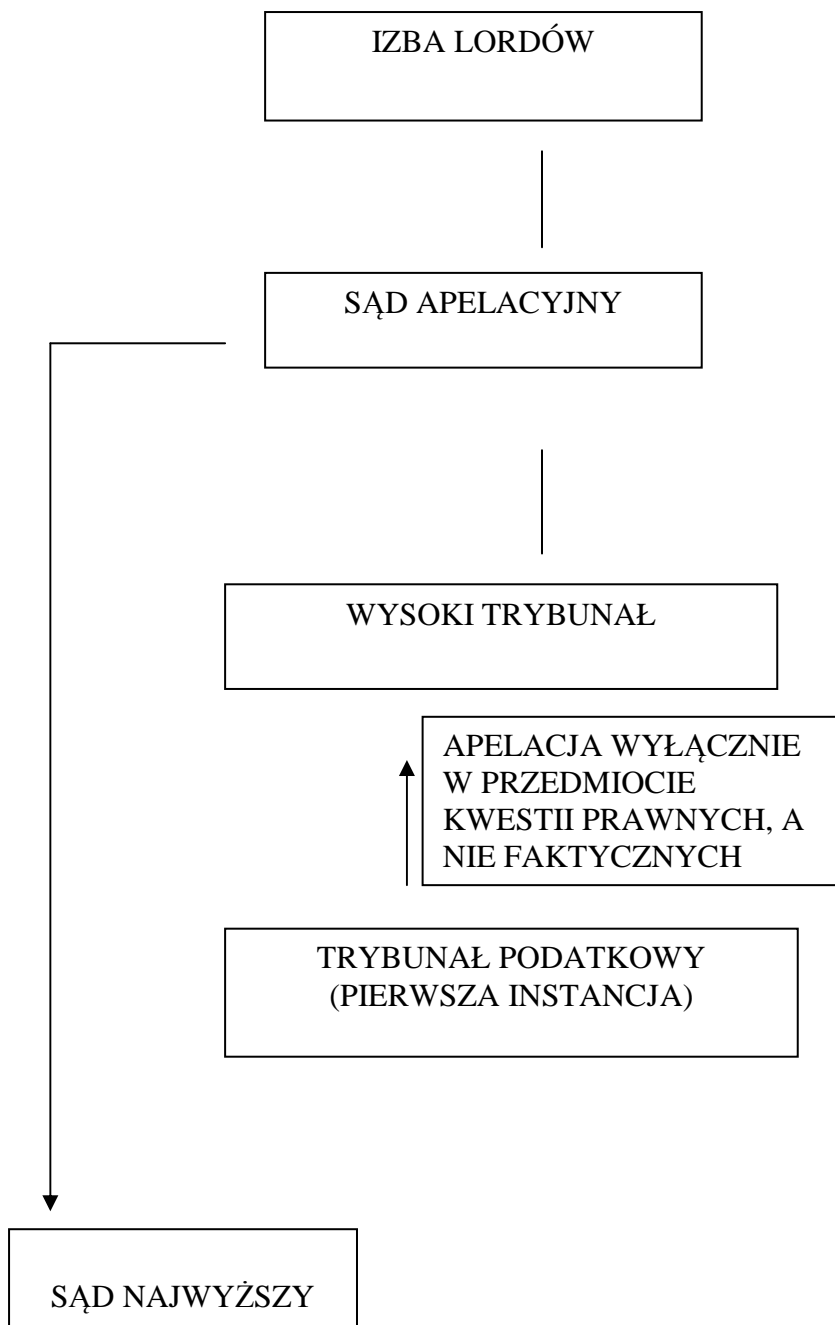 IZBA LORDÓW
SĄD APELACYJNY
WYSOKI TRYBUNAŁ
APELACJA WYŁĄCZNIE
W PRZEDMIOCIE
KWESTII PRAWNYCH, A
NIE FAKTYCZNYCH
TRYBUNAŁ PODATKOWY
(PIERWSZA INSTANCJA)
SĄD NAJWYŻSZY